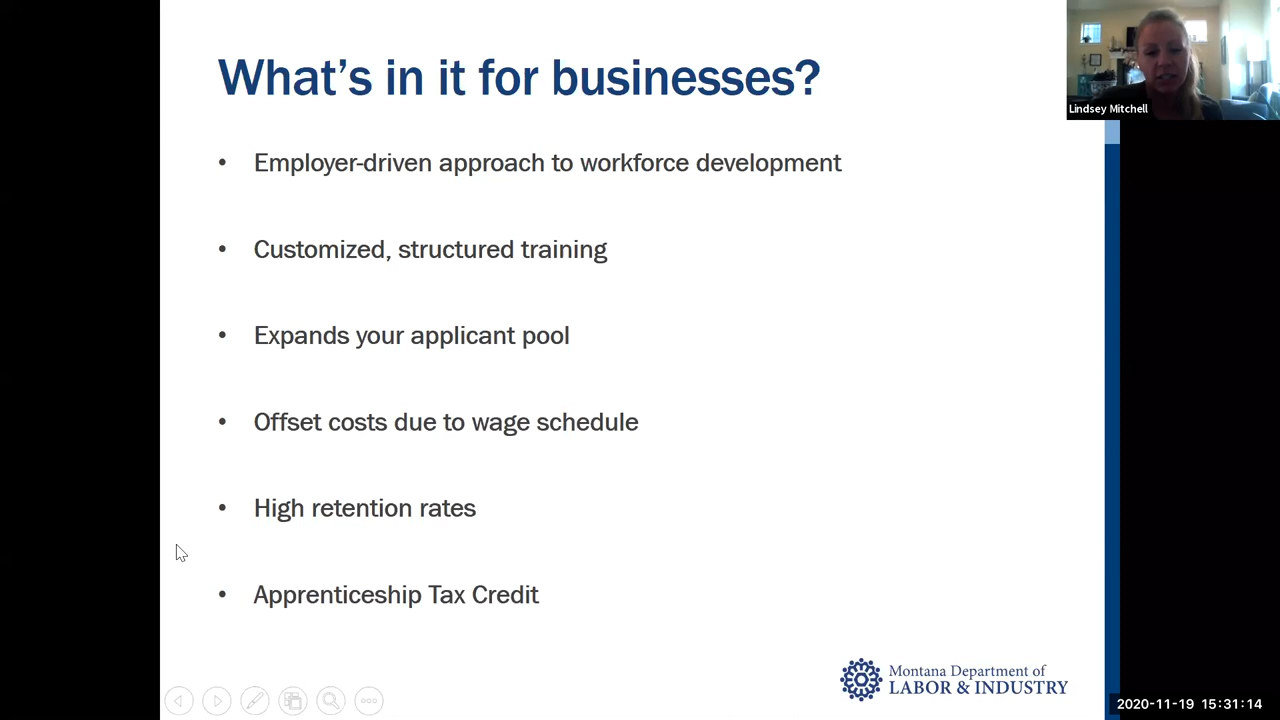 What's in it for businesses?
Lindsey Mitchell
• Employer-driven approach to workforce development
• Customized, structured training
• Expands your applicant pool
• Offset costs due to wage schedule
• High retention rates
• Apprenticeship Tax Credit
Montana Department of
LABOR & INDUSTRY
2020-11-19 15:31:14